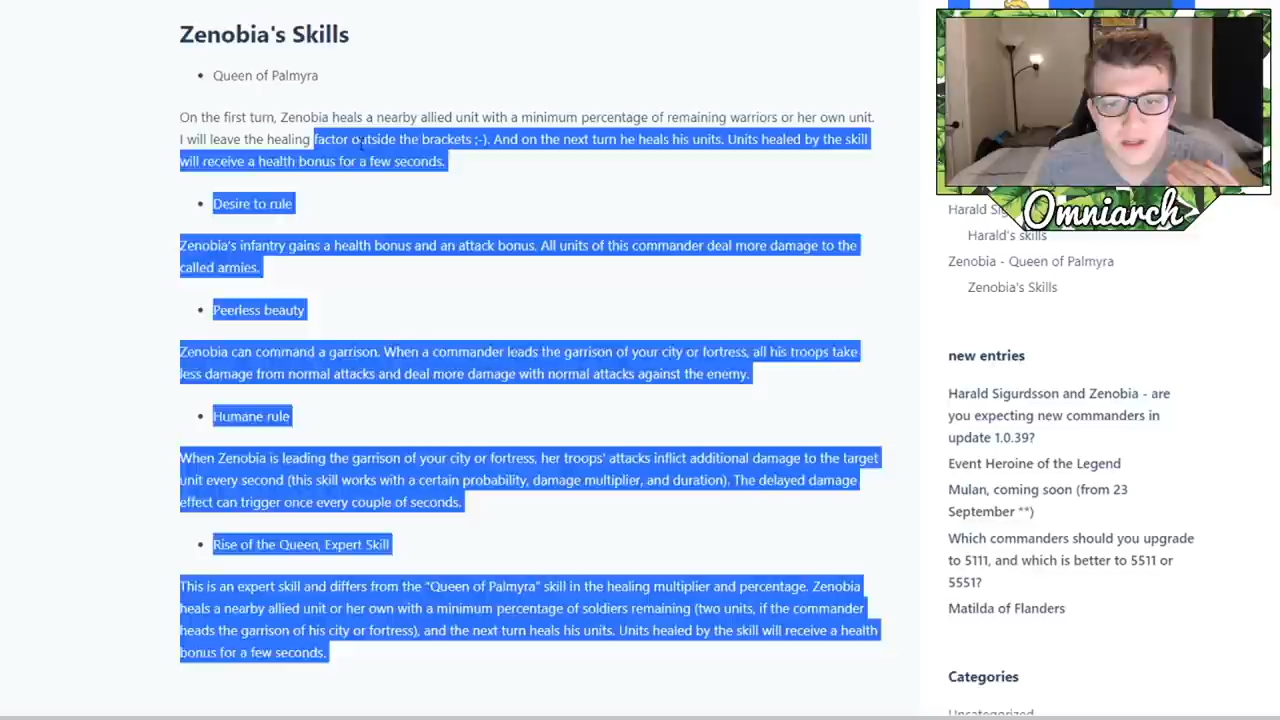 Zenobia's Skills
• Queen of Palmyra
On the first turn, Zenobia heals a nearby allied unit with a minimum percentage of remaining warriors or her own unit.
I will leave the healing factor outside the brackets ;-). And on the next turn he heals his units. Units healed by the skill
will receive a health bonus for a few seconds.
• Desire to rule
Zenobia's infantry gains a health bonus and an attack bonus. All units of this commander deal more damage to the
called armies.
• Peerless beauty
Zenobia can command a garrison. When a commander leads the garrison of your city or fortress, all his troops take
less damage from normal attacks and deal more damage with normal attacks against the enemy.
• Humane rule
When Zenobia is leading the garrison of your city or fortress, her troops' attacks inflict additional damage to the target
unit every second (this skill works with a certain probability, damage multiplier, and duration). The delayed damage
effect can trigger once every couple of seconds.
• Rise of the Queen, Expert Skill
This is an expert skill and differs from the "Queen of Palmyra" skill in the healing multiplier and percentage. Zenobia
heals a nearby allied unit or her own with a minimum percentage of soldiers remaining (two units, if the commander
heads the garrison of his city or fortress), and the next turn heals his units. Units healed by the skill will receive a health
bonus for a few seconds.
Omniarch
Harald Sig
Harald's skills
Zenobia - Queen of Palmyra
Zenobia's Skills
new entries
Harald Sigurdsson and Zenobia - are
you expecting new commanders in
update 1.0.39?
Event Heroine of the Legend
Mulan, coming soon (from 23
September **)
Which commanders should you upgrade
to 5111, and which is better to 5511 or
5551?
Matilda of Flanders
Categories
Uncategorized